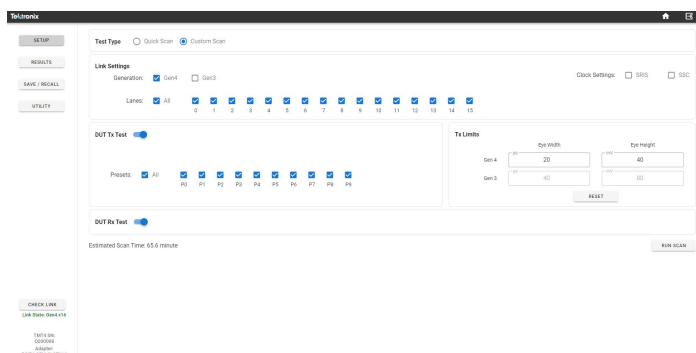 Tektronix
SETUP
RESULTS
SAVE / RECALL
UTILITY
Test Type Quick Scan Custom Scan
Link Settings
Generation: Gen4 Gen3
Clock Settings: SRIS SSC
Lanes: All
0 1 2 3 4 5 6 7 8 9 10 11 12 13 14 15
DUT Tx Test
Presets: All
P0 P1 P2 P3 P4 P5 P6 P7 P8 P9
Tx Limits
Eye Width Eye Height
Gen 4 20 40
Gen 3 40 80
RESET
DUT Rx Test
Estimated Scan Time: 65.6 minute
RUN SCAN
CHECK LINK
Link State: Gen4 x16
TMT4 SN:
Adapter: